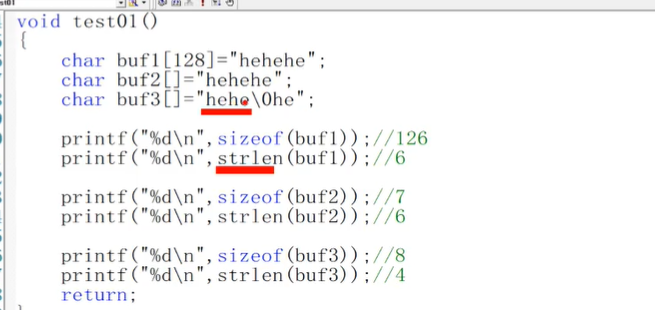 void test01()
{
char buf1[128]="hehehe";
char buf2[]="hehehe";
char buf3[]="hehe\0he";
printf("%d\n",sizeof(buf1));//126
printf("%d\n",strlen(buf1));//6
printf("%d\n",sizeof(buf2));//7
printf("%d\n",strlen(buf2));//6
printf("%d\n",sizeof(buf3));//8
printf("%d\n",strlen(buf3));//4
return;